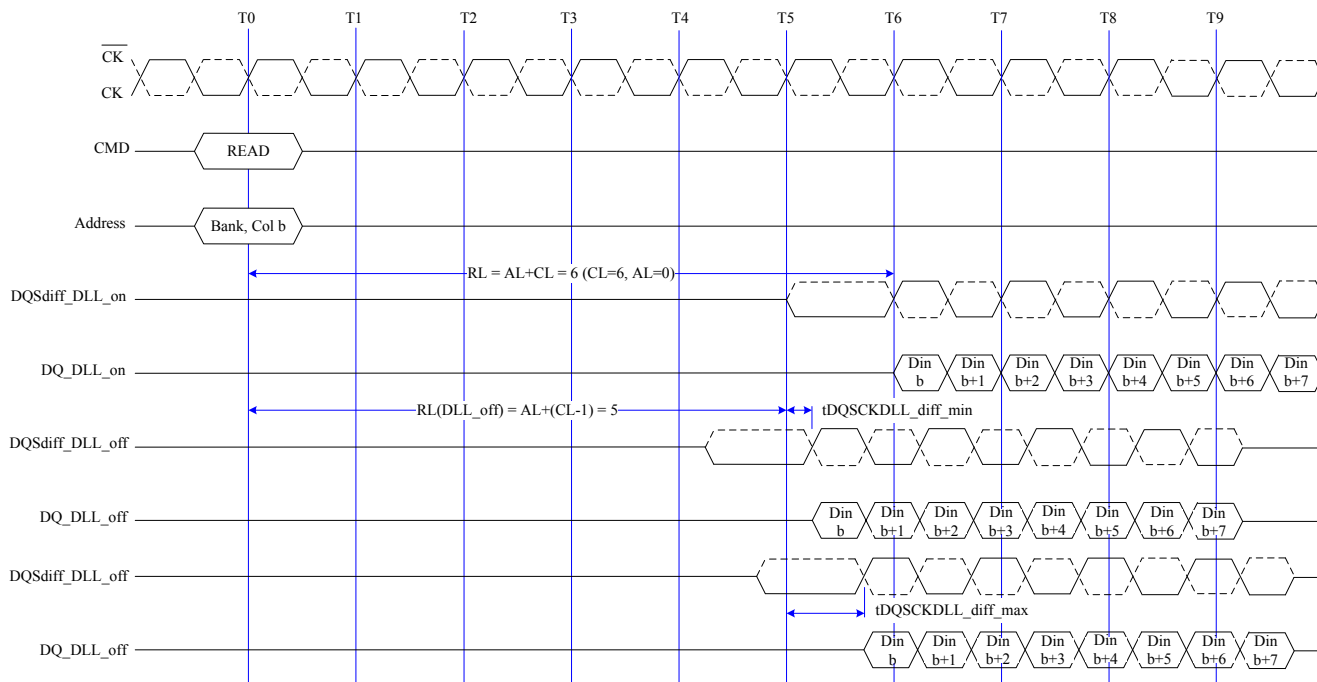 T0 T1 T2 T3 T4 T5 T6 T7 T8 T9
CK
CK
CMD READ
Address Bank, Col b
RL = AL+CL = 6 (CL=6, AL=0)
DQSdiff_DLL_on
DQ_DLL_on Din b Din b+1 Din b+2 Din b+3 Din b+4 Din b+5 Din b+6 Din b+7
RL(DLL_off) = AL+(CL-1) = 5 tDQSCKDLL_diff_min
DQSdiff_DLL_off
DQ_DLL_off Din b Din b+1 Din b+2 Din b+3 Din b+4 Din b+5 Din b+6 Din b+7
DQSdiff_DLL_off
tDQSCKDLL_diff_max
DQ_DLL_off Din b Din b+1 Din b+2 Din b+3 Din b+4 Din b+5 Din b+6 Din b+7